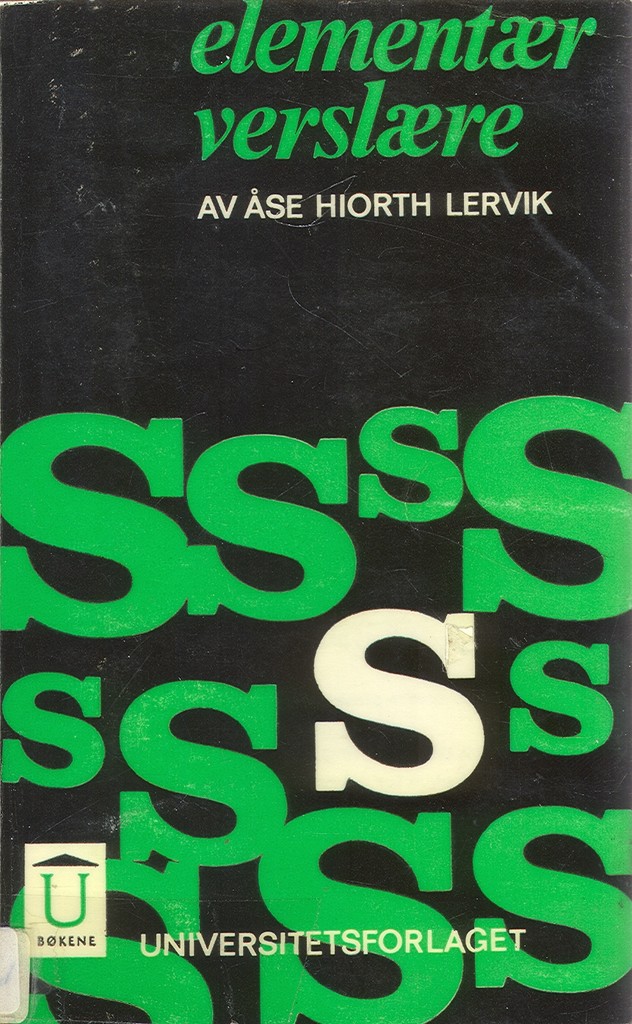 elementær
verslære
AV ÅSE HIORTH LERVIK
S S S S
S S S S
S S S
U
BØKENE
UNIVERSITETSFORLAGET